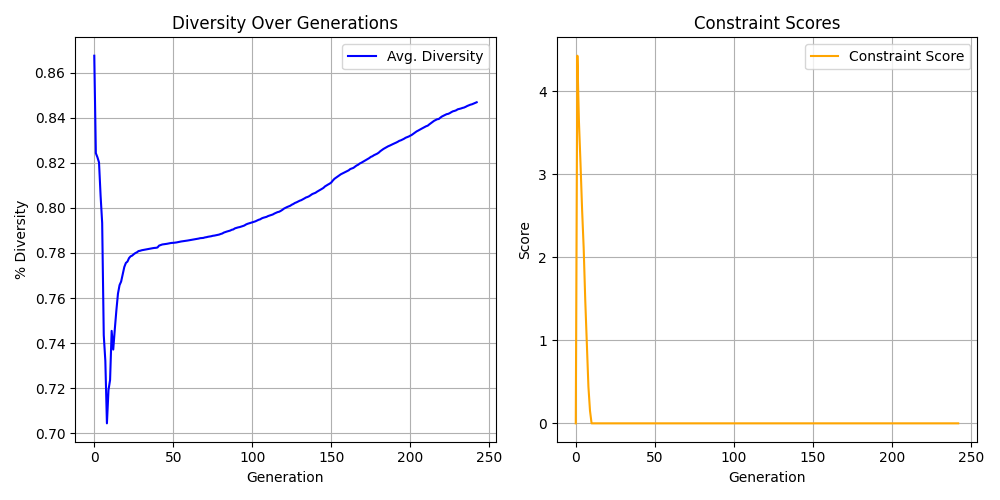 Diversity Over Generations
Avg. Diversity
% Diversity
0.86
0.84
0.82
0.80
0.78
0.76
0.74
0.72
0.70
0 50 100 150 200 250
Generation
Constraint Scores
Constraint Score
Score
4
3
2
1
0
0 50 100 150 200 250
Generation